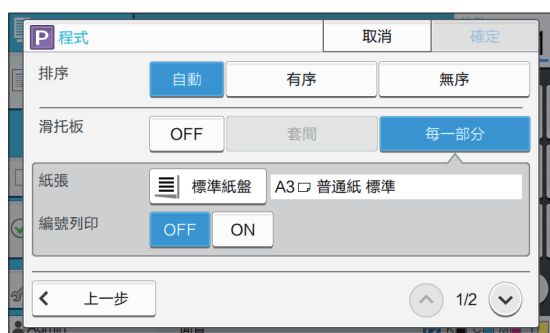 P 程式 取消 確定
排序 自動 有序 無序
滑托板 OFF 套間 每一部分
紙張 標準紙盤 A3 普通紙 標準
編號列印 OFF ON
上一步 1/2
Admin